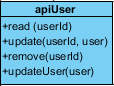 apiUser
+read (userId)
+update(userId, user)
+remove(userId)
+updateUser(user)